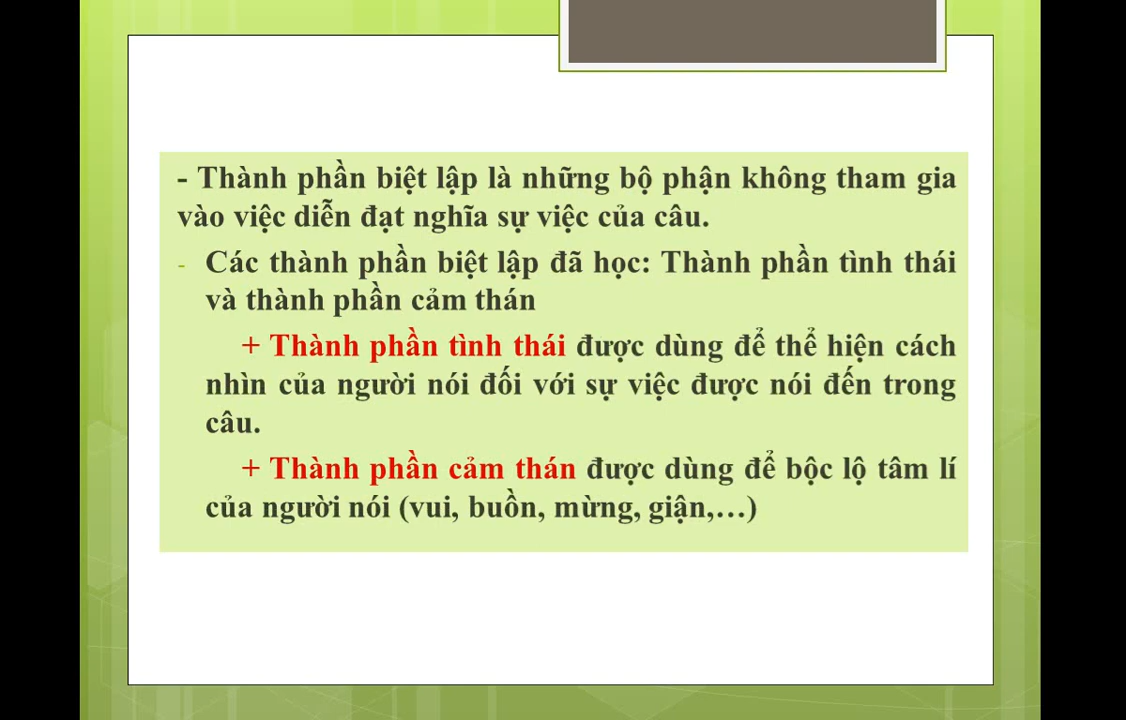 - Thành phần biệt lập là những bộ phận không tham gia
vào việc diễn đạt nghĩa sự việc của câu.
- Các thành phần biệt lập đã học: Thành phần tình thái
và thành phần cảm thán
+ Thành phần tình thái được dùng để thể hiện cách
nhìn của người nói đối với sự việc được nói đến trong
câu.
+ Thành phần cảm thán được dùng để bộc lộ tâm lí
của người nói (vui, buồn, mừng, giận,…)